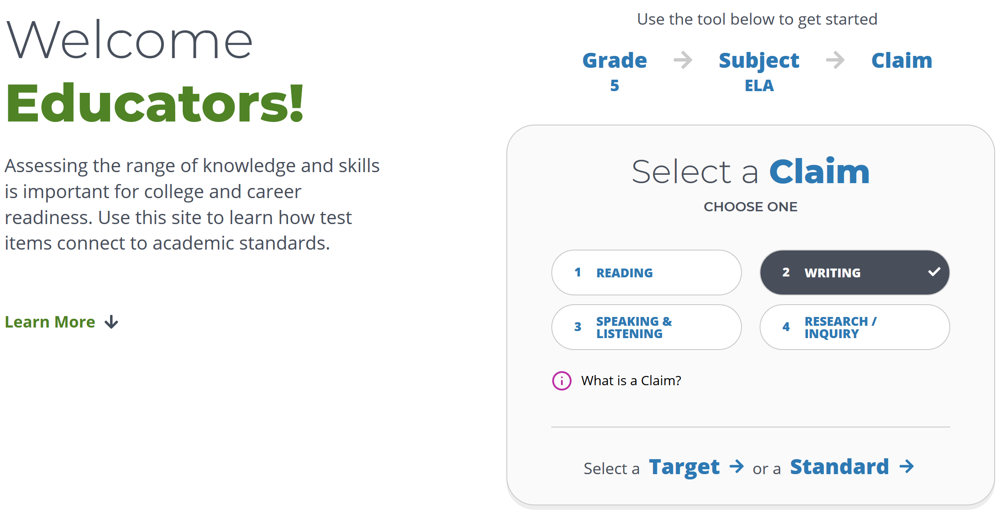 Welcome
Educators!
Assessing the range of knowledge and skills
is important for college and career
readiness. Use this site to learn how test
items connect to academic standards.
Learn More
Use the tool below to get started
Grade Subject Claim
5 ELA
Select a Claim
CHOOSE ONE
1 READING
2 WRITING
3 SPEAKING &
LISTENING
4 RESEARCH /
INQUIRY
What is a Claim?
Select a Target or a Standard